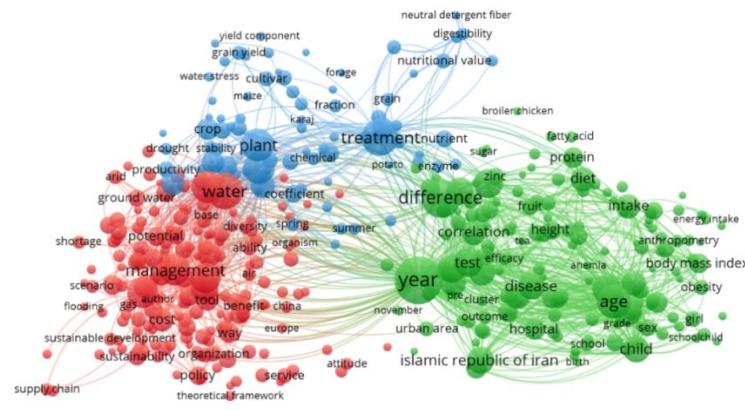 neutral detergent fiber
digestibility
yield component
grain yield
nutritional value
water stress
cultivar
forage
maize
fraction
grain
karaj
broiler chicken
crop
treatment
nutrient
fatty acid
drought
stability
plant
sugar
protein
chemical
potato
enzyme
productivity
zinc
diet
arid
water
coefficient
difference
ground water
base
fruit
intake
diversity
spring
summer
energy intake
shortage
potential
organism
correlation
height
tea
anthropometry
ability
management
air
test
efficacy
anemia
body mass index
scenario
year
author
tool
disease
obesity
flooding
gas
benefit
china
november
pre
cluster
age
cost
outcome
grade
girl
way
europe
urban area
hospital
sex
sustainable development
school
schoolchild
sustainability
organization
islamic republic of iran
birth
child
attitude
policy
service
supply chain
theoretical framework